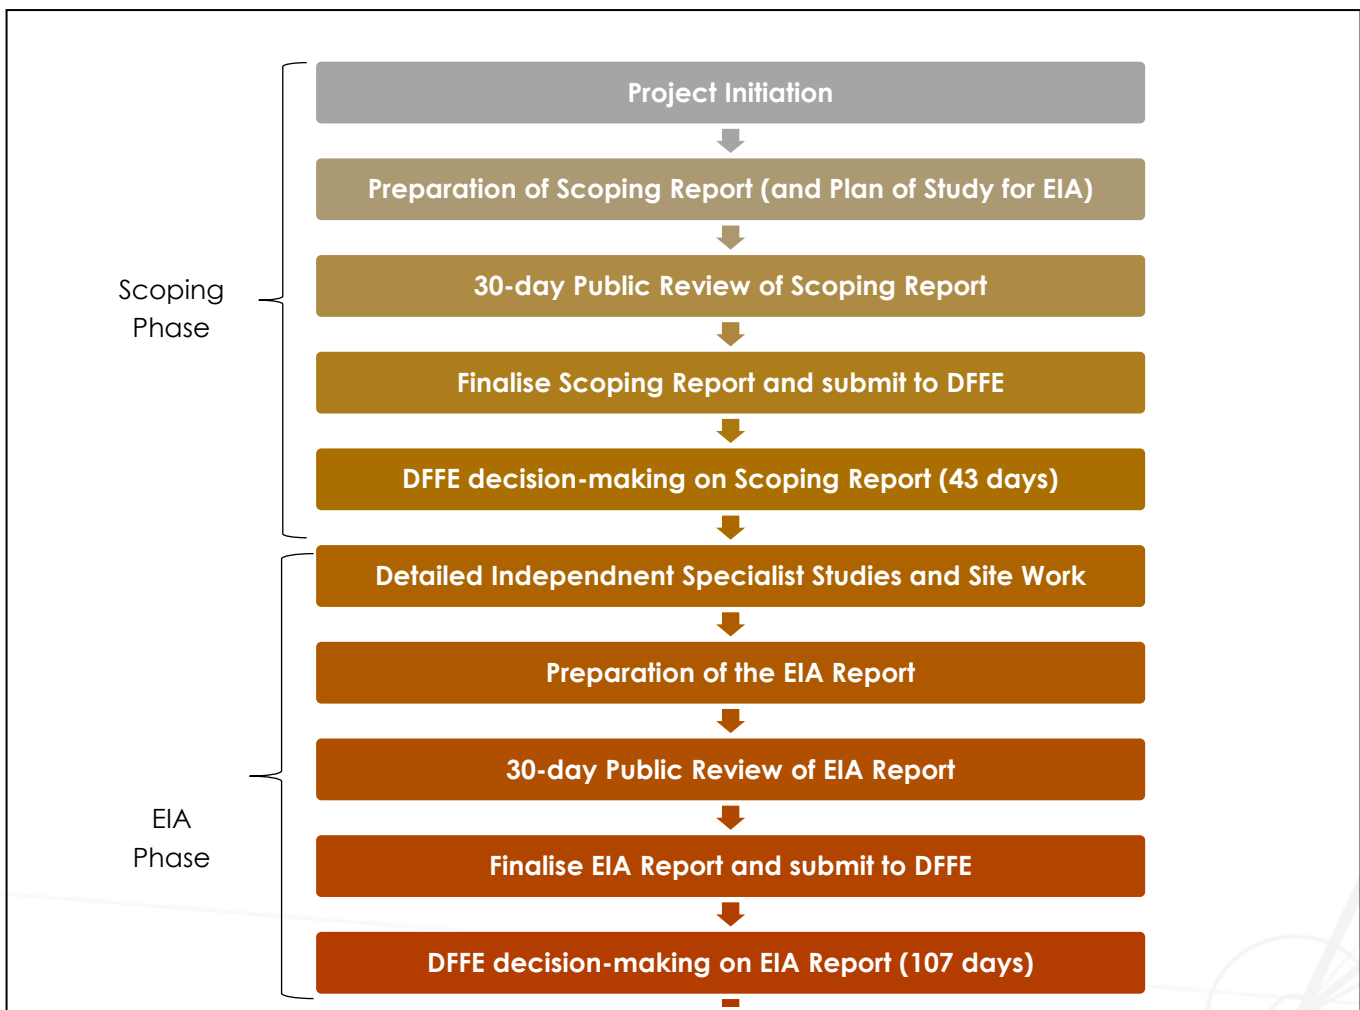 Project Initiation
Preparation of Scoping Report (and Plan of Study for EIA)
30-day Public Review of Scoping Report
Scoping
Phase
Finalise Scoping Report and submit to DFFE
DFFE decision-making on Scoping Report (43 days)
Detailed Independnent Specialist Studies and Site Work
Preparation of the EIA Report
30-day Public Review of EIA Report
EIA
Phase
Finalise EIA Report and submit to DFFE
DFFE decision-making on EIA Report (107 days)